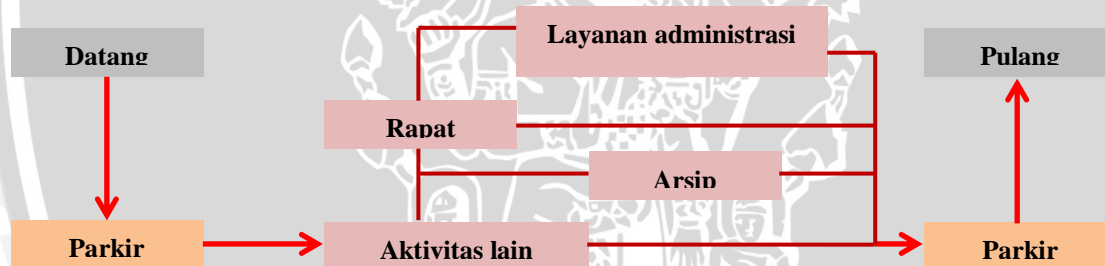 Layanan administrasi
Datang
Pulang
Rapat
Arsip
Parkir
Aktivitas lain
Parkir